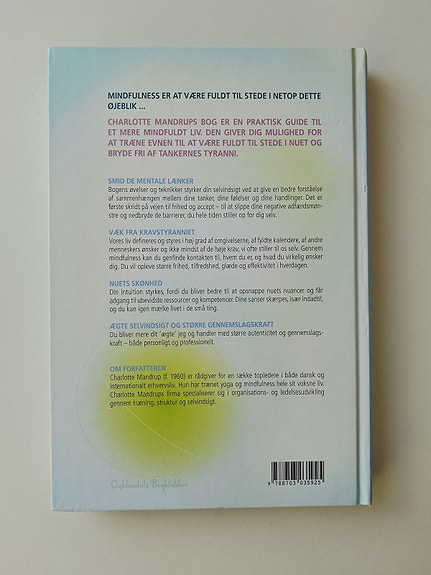 MINDFULNESS ER AT VÆRE FULDT TIL STEDE I NETOP DETTE
ØJEBLIK ...
CHARLOTTE MANDRUPS BOG ER EN PRAKTISK GUIDE TIL
ET MERE MINDFULDT LIV. DEN GIVER DIG MULIGHED FOR
AT TRÆNE EVNEN TIL AT VÆRE FULDT TIL STEDE I NUET OG
BRYDE FRI AF TANKERNES TYRANNI.
SMID DE MENTALE LÆNKER
Bogens øvelser og teknikker styrker din selvindsigt ved at give en bedre forståelse
af sammenhængen mellem dine tanker, dine følelser og dine handlinger. Det er
første skridt på vejen til frihed og accept – til at slippe dine negative adfærdsmøn-
stre og nedbryde de barrierer, du hele tiden stiller op for dig selv.
VÆK FRA KRAVSTYRANNIET
Vores liv defineres og styres i høj grad af omgivelserne, af fyldte kalendere, af andre
menneskers ønsker og ikke mindst af de høje krav, vi ofte stiller til os selv. Gennem
mindfulness kan du genfinde kontakten til, hvem du er, og hvad du virkelig ønsker
dig. Du vil opleve større frihed, tilfredshed, glæde og effektivitet i hverdagen.
NUETS SKØNHED
Din intuition styrkes, fordi du bliver bedre til at opsnappe nuets nuancer og får
adgang til ubevidste ressourcer og kompetencer. Dine sanser skærpes, især indadtil,
og du kan igen mærke livet i de små ting.
ÆGTE SELVINDSIGT OG STØRRE GENNEMSLAGSKRAFT
Du bliver mere dit 'ægte' jeg og handler med større autenticitet og gennemslags-
kraft – både personligt og professionelt.
OM FORFATTEREN
Charlotte Mandrup (f. 1960) er rådgiver for en række topledere i både dansk og
internationalt erhvervsliv. Hun har trænet yoga og mindfulness hele sit voksne liv.
Charlotte Mandrups firma specialiserer sig i organisations- og ledelsesudvikling
gennem træning, struktur og selvindsigt.
Gyldendals Bogklubber
9 788703 035925